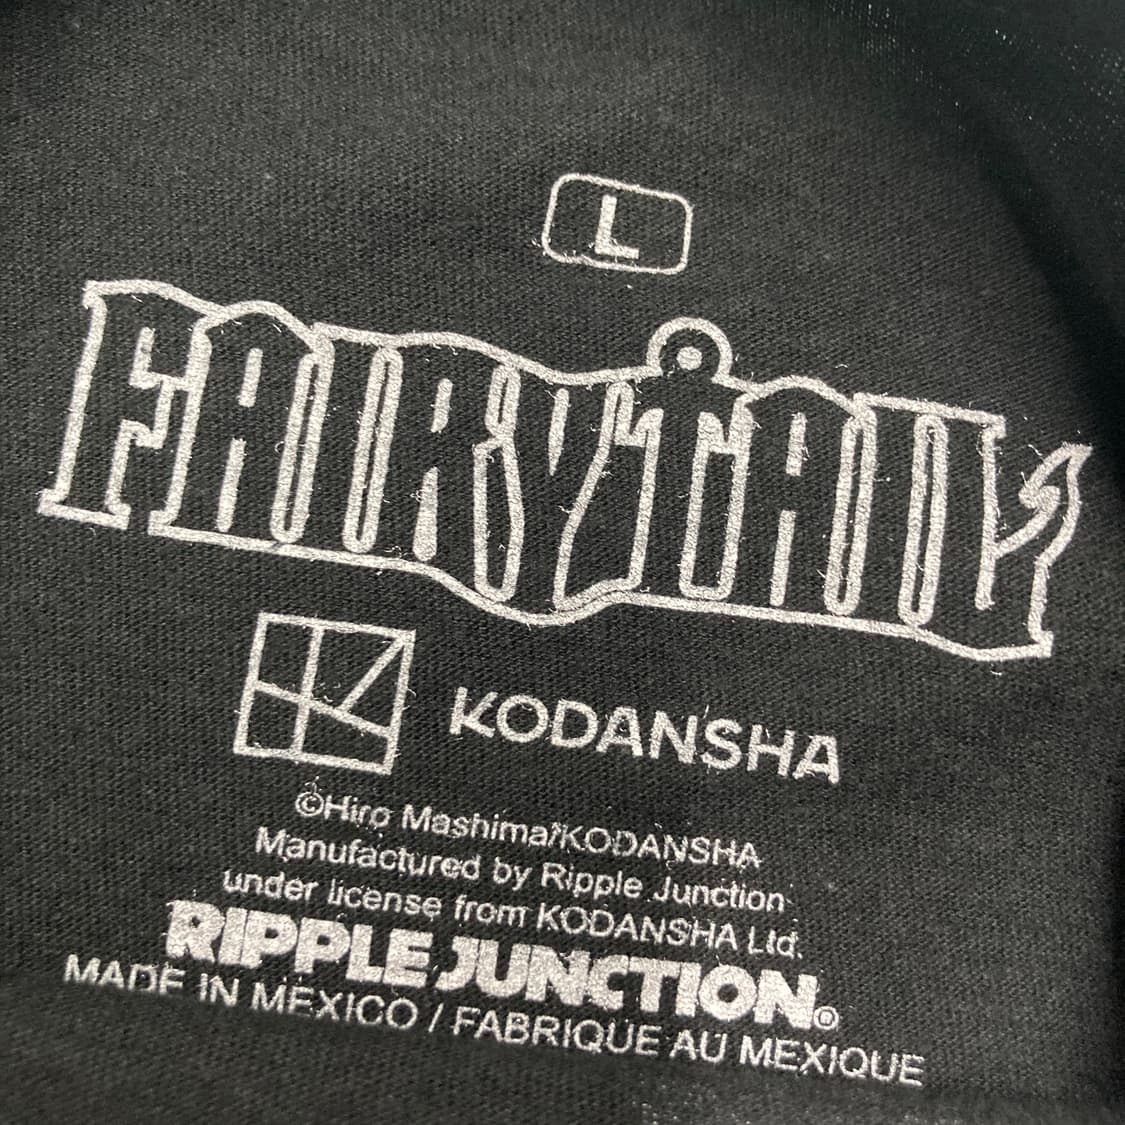 L
FAIRY TAIL
KODANSHA
©Hiro Mashima/KODANSHA
Manufactured by Ripple Junction
under license from KODANSHA Ltd.
RIPPLE JUNCTION®
MADE IN MEXICO / FABRIQUE AU MEXIQUE